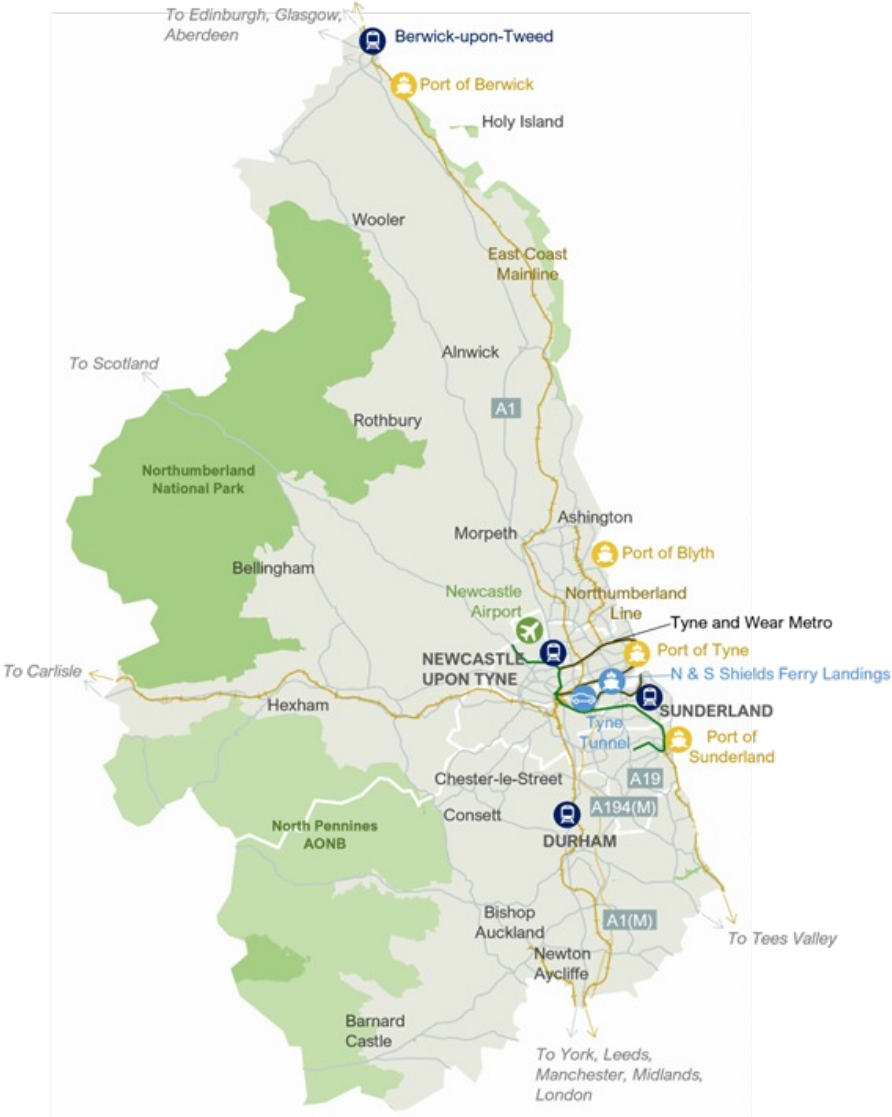 To Edinburgh, Glasgow,
Aberdeen
Berwick-upon-Tweed
Port of Berwick
Holy Island
Wooler
East Coast
Mainline
Alnwick
To Scotland
A1
Rothbury
Northumberland
National Park
Ashington
Morpeth
Port of Blyth
Bellingham
Newcastle
Airport
Northumberland
Line
Tyne and Wear Metro
Port of Tyne
NEWCASTLE
UPON TYNE
To Carlisle
N & S Shields Ferry Landings
Hexham
SUNDERLAND
Tyne
Tunnel
Port of
Sunderland
Chester-le-Street
A19
A194(M)
Consett
North Pennines
AONB
DURHAM
Bishop
Auckland
A1(M)
To Tees Valley
Newton
Aycliffe
Barnard
Castle
To York, Leeds,
Manchester, Midlands,
London